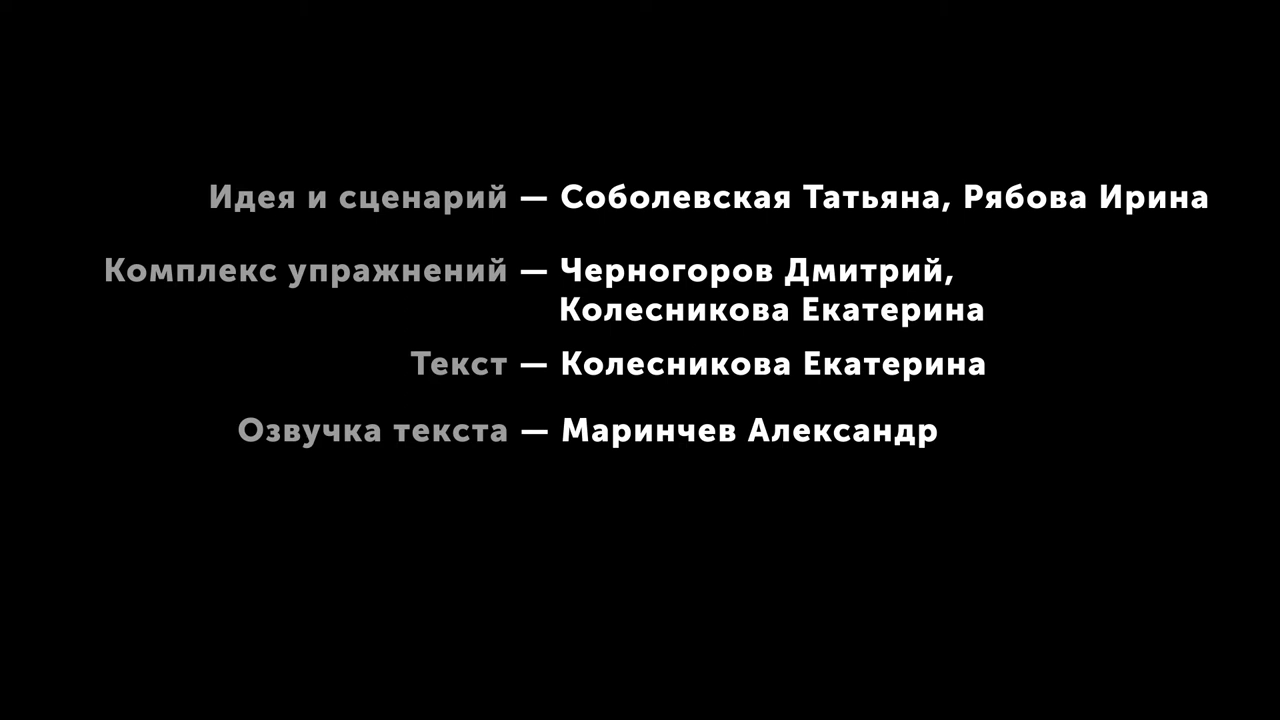 Идея и сценарий — Соболевская Татьяна, Рябова Ирина
Комплекс упражнений — Черногоров Дмитрий,
Колесникова Екатерина
Текст — Колесникова Екатерина
Озвучка текста — Маринчев Александр